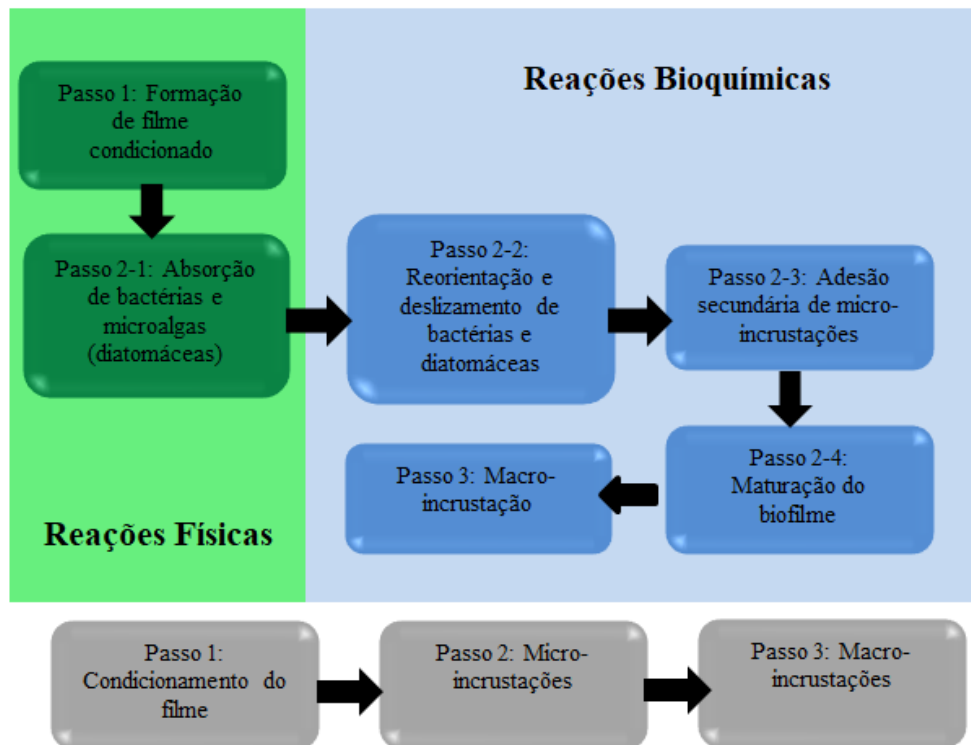 Passo 1: Formação
de filme
condicionado
Reações Bioquímicas
Passo 2-1: Absorção
de bactérias e
microalgas
(diatomáceas)
Passo 2-2:
Reorientação e
deslizamento de
bactérias e
diatomáceas
Passo 2-3: Adesão
secundária de micro-
incrustações
Passo 2-4:
Maturação do
biofilme
Passo 3: Macro-
incrustação
Reações Físicas
Passo 1:
Condicionamento do
filme
Passo 2: Micro-
incrustações
Passo 3: Macro-
incrustações